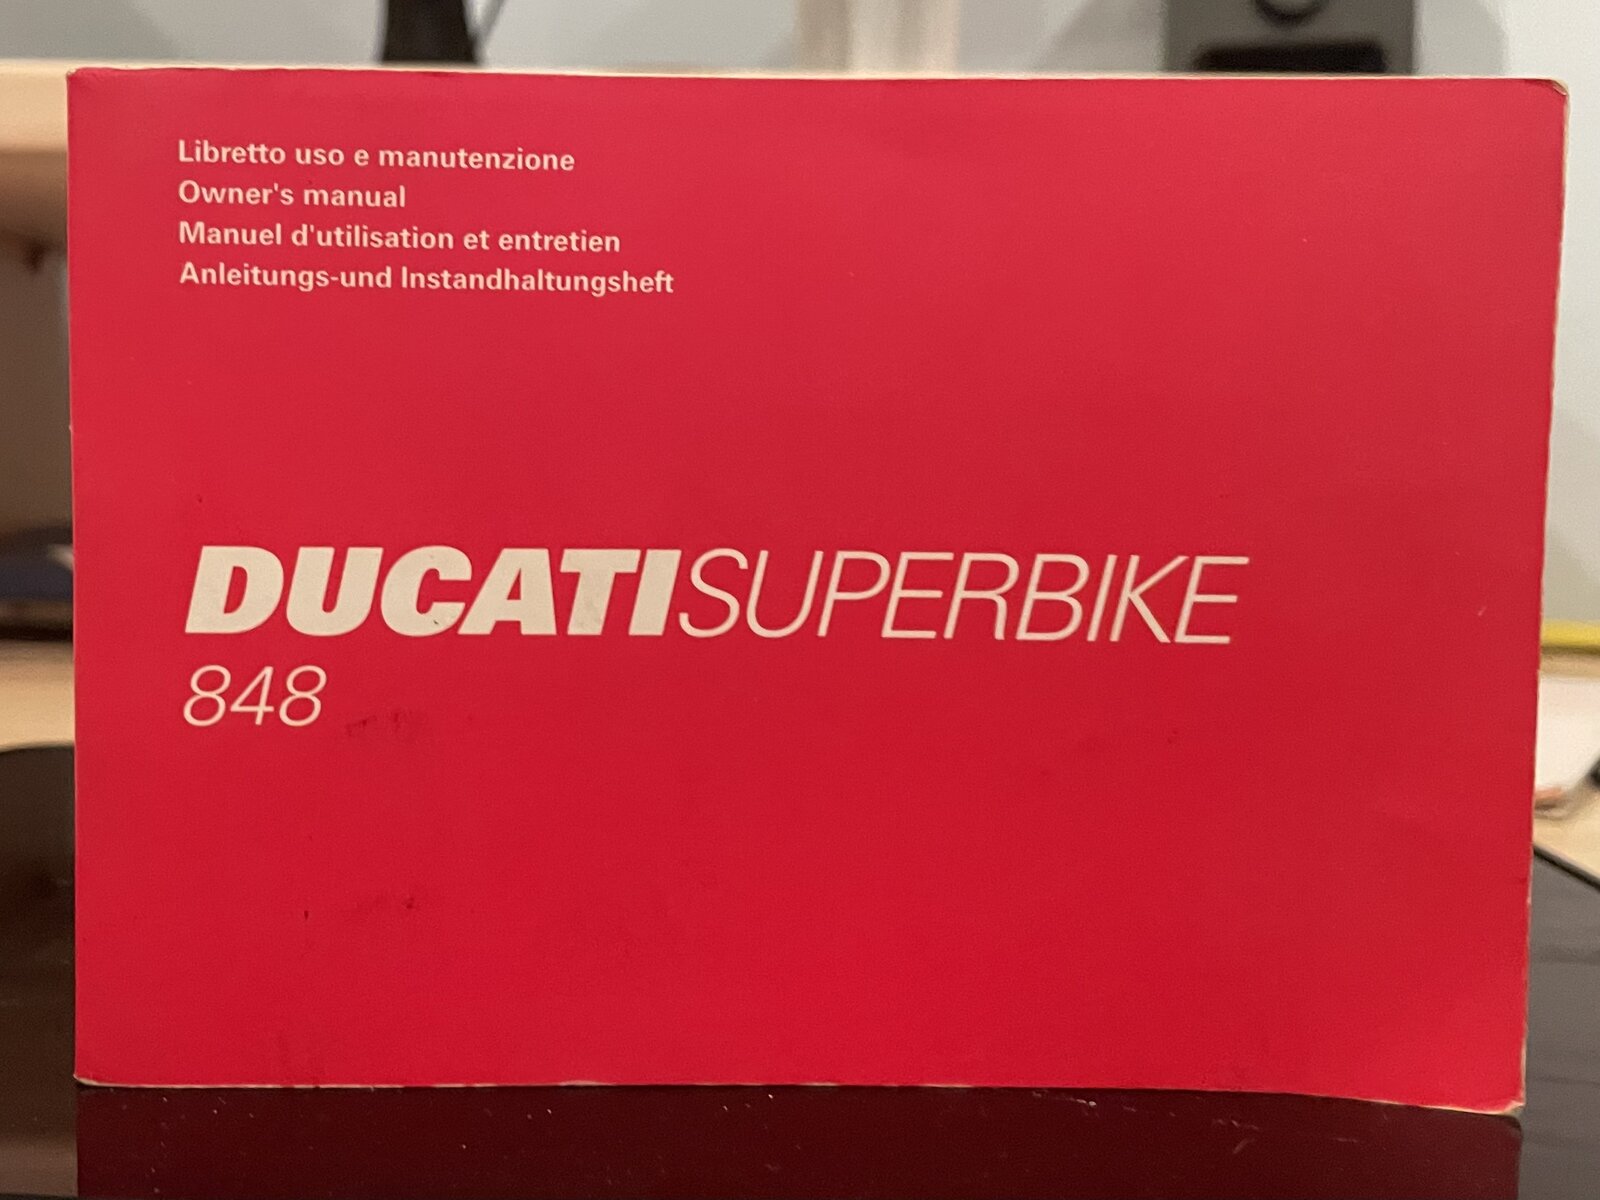 Libretto uso e manutenzione
Owner's manual
Manuel d'utilisation et entretien
Anleitungs-und Instandhaltungsheft
DUCATISUPERBIKE
848